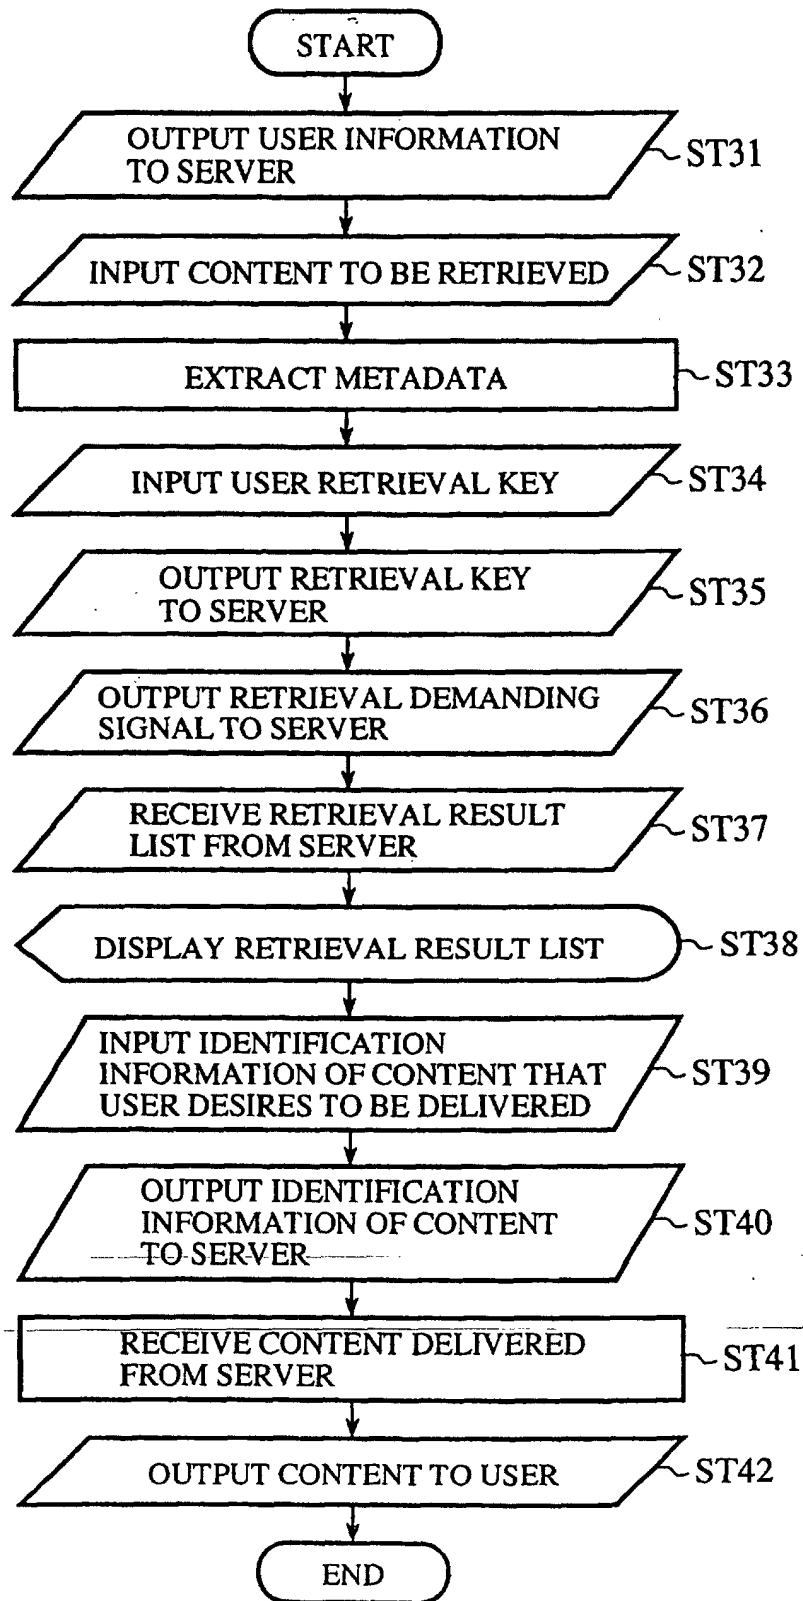 START
OUTPUT USER INFORMATION
TO SERVER
ST31
INPUT CONTENT TO BE RETRIEVED
ST32
EXTRACT METADATA
ST33
INPUT USER RETRIEVAL KEY
ST34
OUTPUT RETRIEVAL KEY
TO SERVER
ST35
OUTPUT RETRIEVAL DEMANDING
SIGNAL TO SERVER
ST36
RECEIVE RETRIEVAL RESULT
LIST FROM SERVER
ST37
DISPLAY RETRIEVAL RESULT LIST
ST38
INPUT IDENTIFICATION
INFORMATION OF CONTENT THAT
USER DESIRES TO BE DELIVERED
ST39
OUTPUT IDENTIFICATION
INFORMATION OF CONTENT
TO SERVER
ST40
RECEIVE CONTENT DELIVERED
FROM SERVER
ST41
OUTPUT CONTENT TO USER
ST42
END